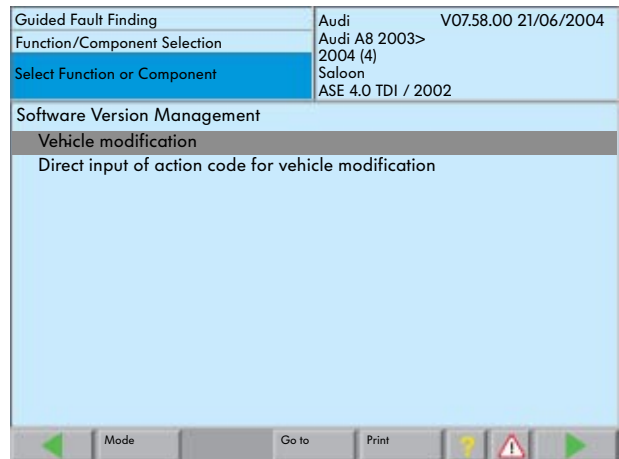 Guided Fault Finding
Function/Component Selection
Select Function or Component
Audi V07.58.00 21/06/2004
Audi A8 2003>
2004 (4)
Saloon
ASE 4.0 TDI / 2002
Software Version Management
Vehicle modification
Direct input of action code for vehicle modification
Mode
Go to
Print
?
!